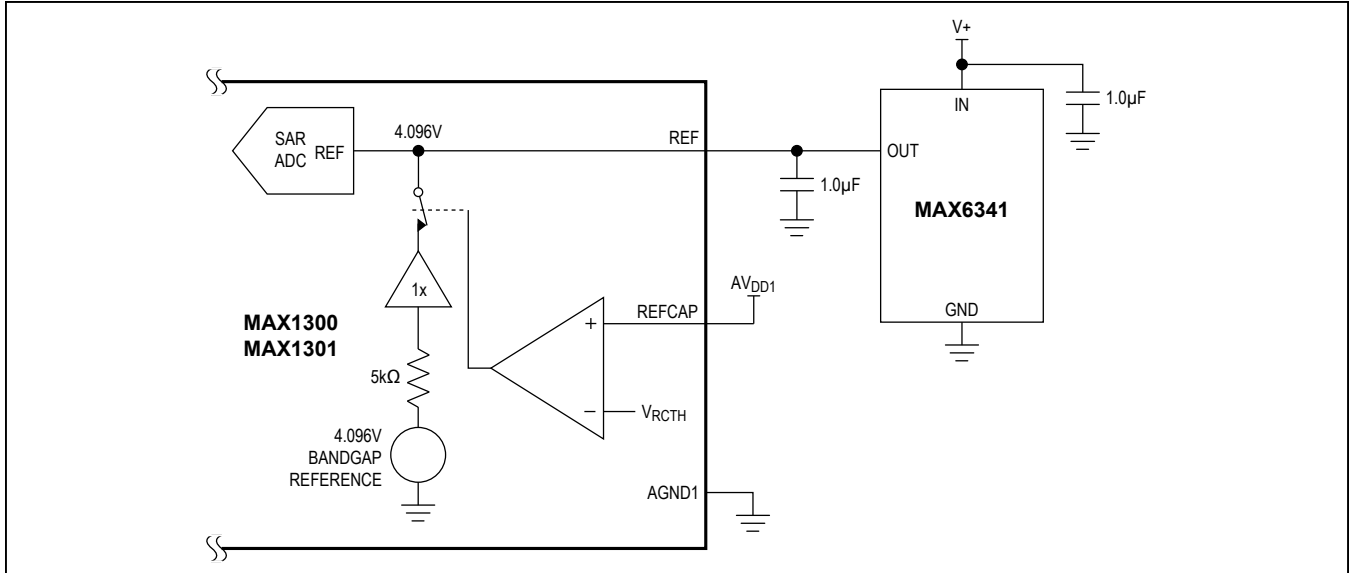 V+
1.0µF
IN
SAR
ADC
REF
4.096V
REF
OUT
1.0µF
MAX6341
GND
1x
AVDD1
REFCAP
+
MAX1300
MAX1301
5kΩ
−
VRCTH
4.096V
BANDGAP
REFERENCE
AGND1